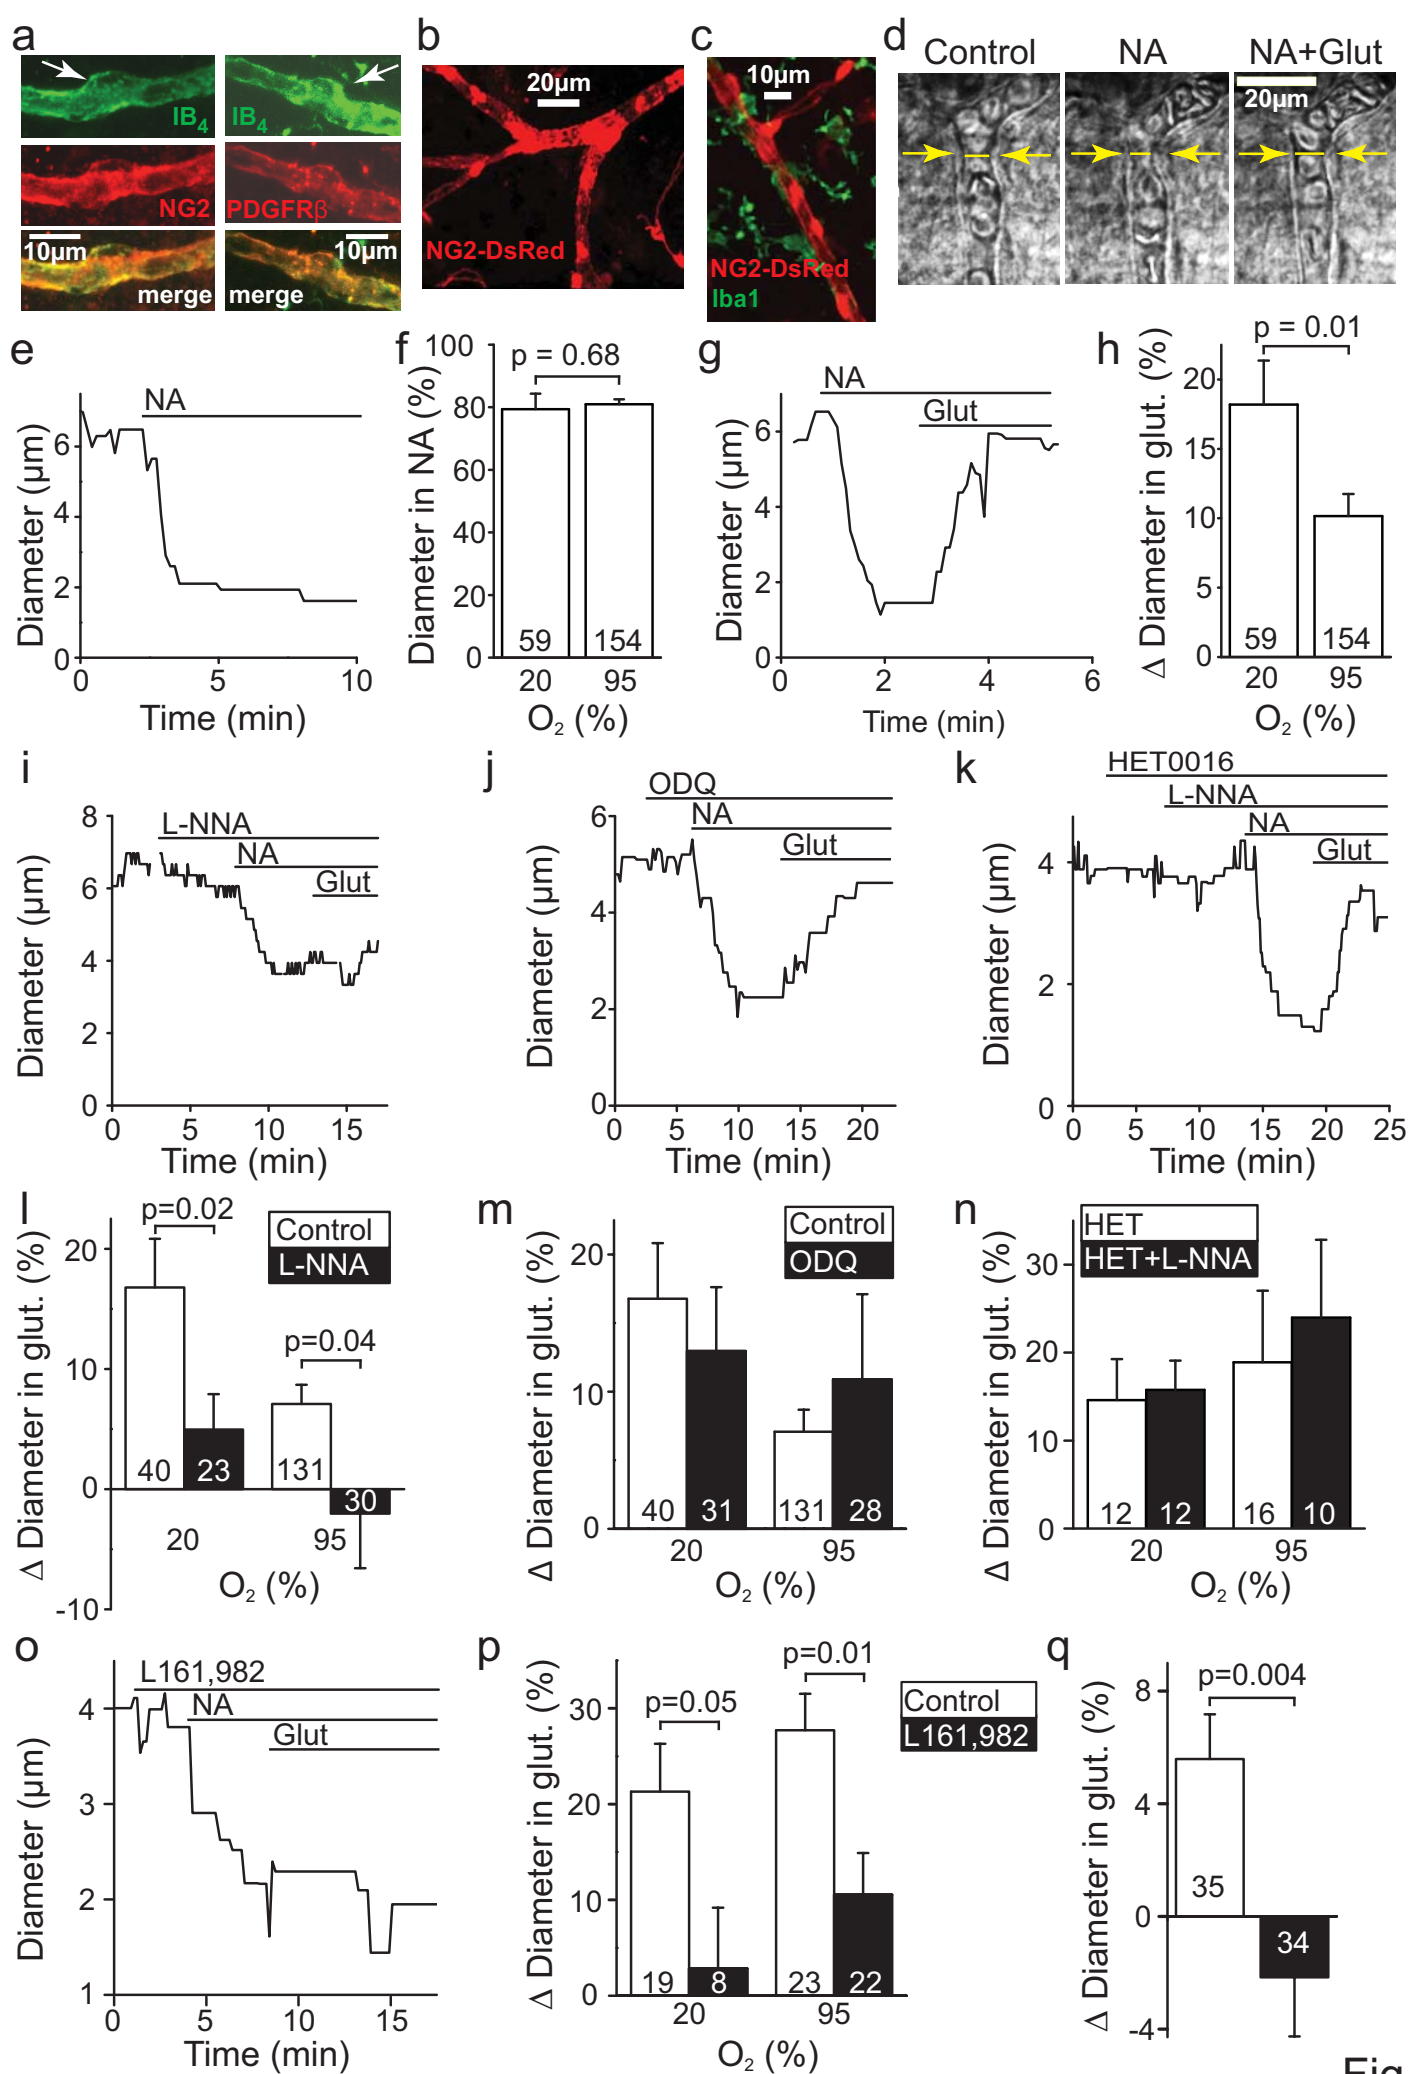 a
IB4
IB4
NG2
PDGFRβ
10µm
10µm
merge
merge
b
20µm
NG2-DsRed
c
10µm
NG2-DsRed
Iba1
d
Control
NA
NA+Glut
20µm
e
NA
Diameter (µm)
6
4
2
0
0
5
10
Time (min)
f
p = 0.68
Diameter in NA (%)
100
80
60
40
20
0
59
154
20
95
O2 (%)
g
NA
Glut
Diameter (µm)
6
4
2
0
0
2
4
6
Time (min)
h
p = 0.01
Δ Diameter in glut. (%)
20
15
10
5
0
59
154
20
95
O2 (%)
i
L-NNA
NA
Glut
Diameter (µm)
8
6
4
2
0
0
5
10
15
Time (min)
j
ODQ
NA
Glut
Diameter (µm)
6
4
2
0
0
5
10
15
20
Time (min)
k
HET0016
L-NNA
NA
Glut
Diameter (µm)
4
2
0
0
5
10
15
20
25
Time (min)
l
p=0.02
Control
L-NNA
p=0.04
Δ Diameter in glut. (%)
20
10
0
-10
40
23
131
30
20
95
O2 (%)
m
Control
ODQ
Δ Diameter in glut. (%)
20
10
0
40
31
131
28
20
95
O2 (%)
n
HET
HET+L-NNA
Δ Diameter in glut. (%)
30
20
10
0
12
12
16
10
20
95
O2 (%)
o
L161,982
NA
Glut
Diameter (µm)
4
3
2
1
0
5
10
15
Time (min)
p
p=0.05
p=0.01
Control
L161,982
Δ Diameter in glut. (%)
30
20
10
0
19
8
23
22
20
95
O2 (%)
q
p=0.004
Δ Diameter in glut. (%)
8
4
0
-4
35
34